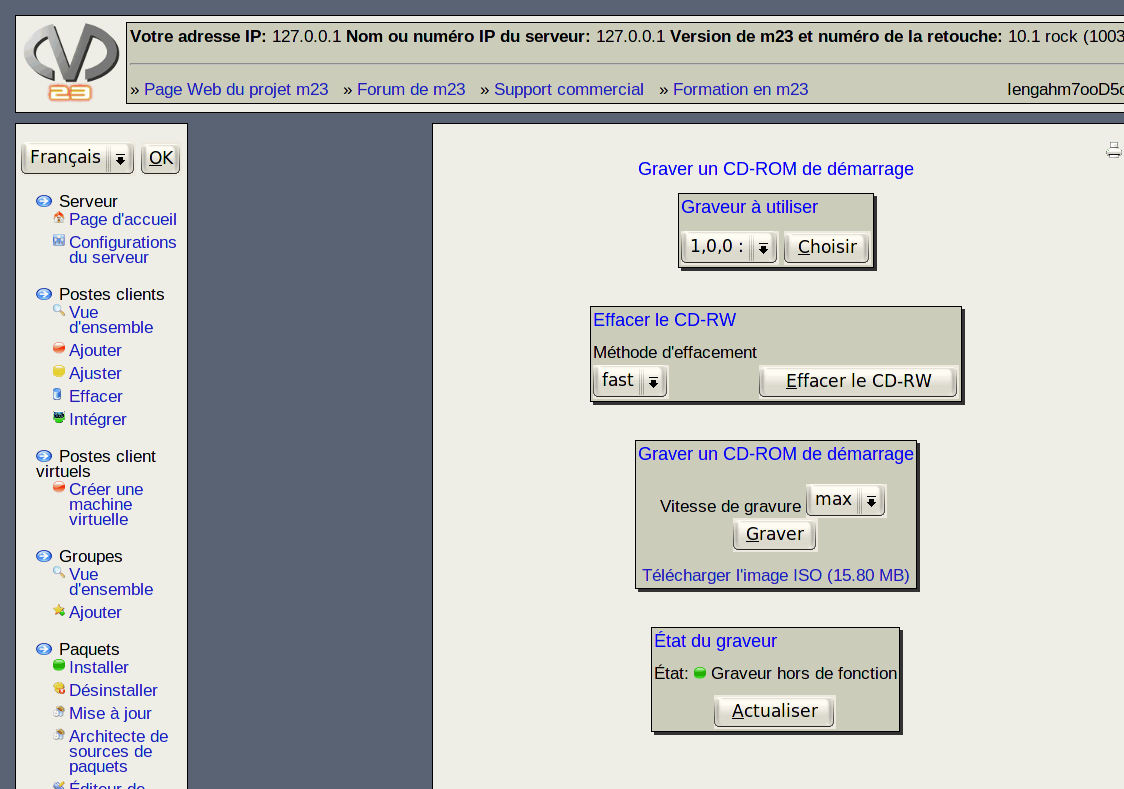 Votre adresse IP: 127.0.0.1 Nom ou numéro IP du serveur: 127.0.0.1 Version de m23 et numéro de la retouche: 10.1 rock (1003
» Page Web du projet m23 » Forum de m23 » Support commercial » Formation en m23
23
Français OK
Serveur
Page d'accueil
Configurations
du serveur
Postes clients
Vue
d'ensemble
Ajouter
Ajuster
Effacer
Intégrer
Postes client
virtuels
Créer une
machine
virtuelle
Groupes
Vue
d'ensemble
Ajouter
Paquets
Installer
Désinstaller
Mise à jour
Architecte de
sources de
paquets
Éditeur de
Graver un CD-ROM de démarrage
Graveur à utiliser
1,0,0 : Choisir
Effacer le CD-RW
Méthode d'effacement
fast Effacer le CD-RW
Graver un CD-ROM de démarrage
Vitesse de gravure max
Graver
Télécharger l'image ISO (15.80 MB)
État du graveur
État: Graveur hors de fonction
Actualiser